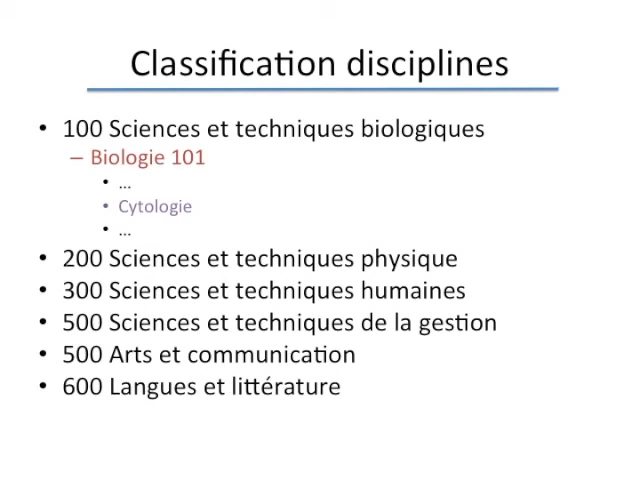 Classification disciplines
• 100 Sciences et techniques biologiques
– Biologie 101
• ...
• Cytologie
• ...
• 200 Sciences et techniques physique
• 300 Sciences et techniques humaines
• 500 Sciences et techniques de la gestion
• 500 Arts et communication
• 600 Langues et littérature